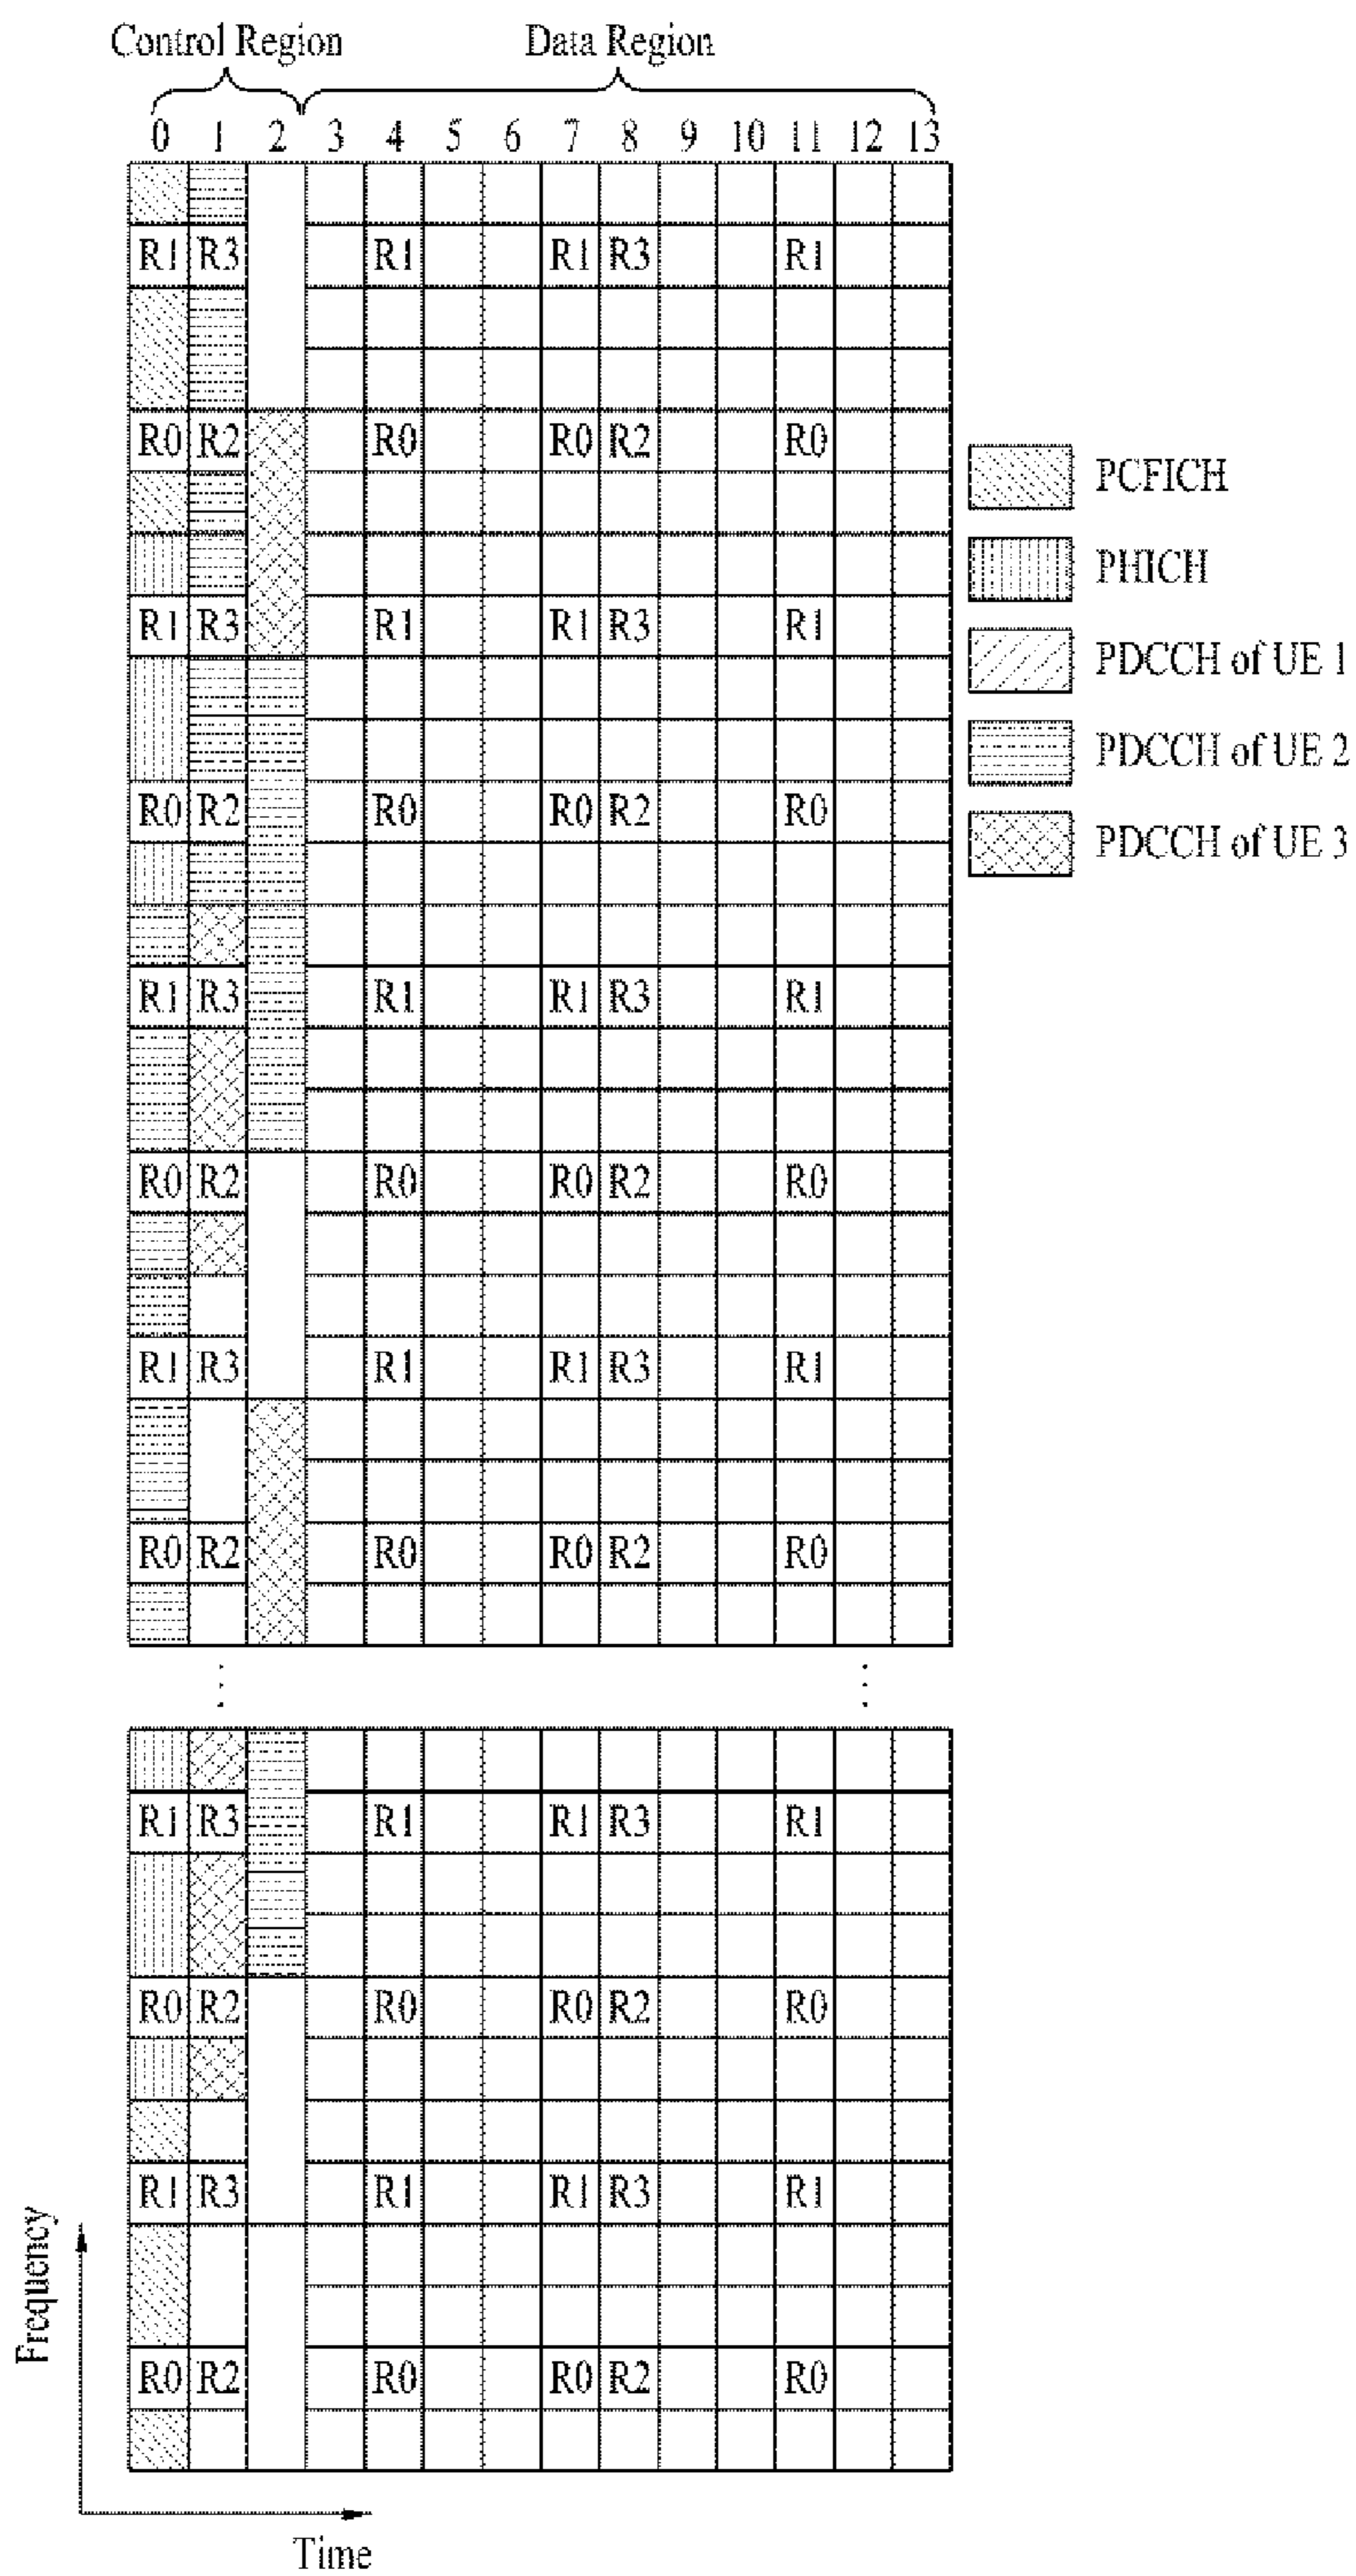 Control Region Data Region
0 1 2 3 4 5 6 7 8 9 10 11 12 13
R1 R3 R1 R1 R3 R1
R0 R2 R0 R0 R2 R0
PCFICH
PHICH
R1 R3 R1 R1 R3 R1
PDCCH of UE 1
PDCCH of UE 2
R0 R2 R0 R0 R2 R0
PDCCH of UE 3
R1 R3 R1 R1 R3 R1
R0 R2 R0 R0 R2 R0
R1 R3 R1 R1 R3 R1
R0 R2 R0 R0 R2 R0
R1 R3 R1 R1 R3 R1
R0 R2 R0 R0 R2 R0
R1 R3 R1 R1 R3 R1
R0 R2 R0 R0 R2 R0
Frequency
Time